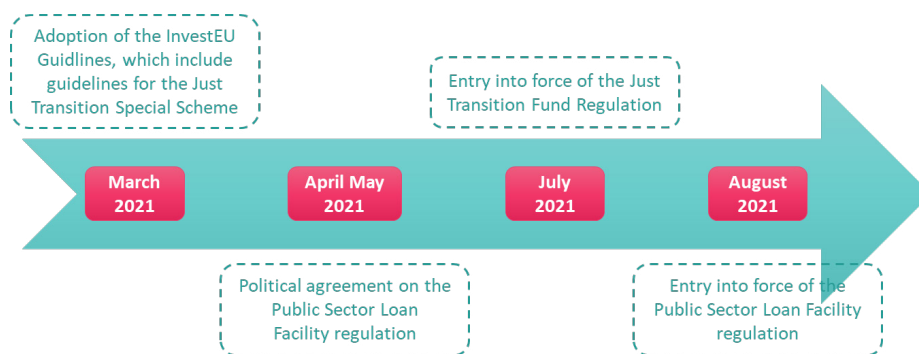 Adoption of the InvestEU
Guidlines, which include
guidelines for the Just
Transition Special Scheme
Entry into force of the Just
Transition Fund Regulation
March
2021
April May
2021
July
2021
August
2021
Political agreement on the
Public Sector Loan
Facility regulation
Entry into force of the
Public Sector Loan Facility
regulation